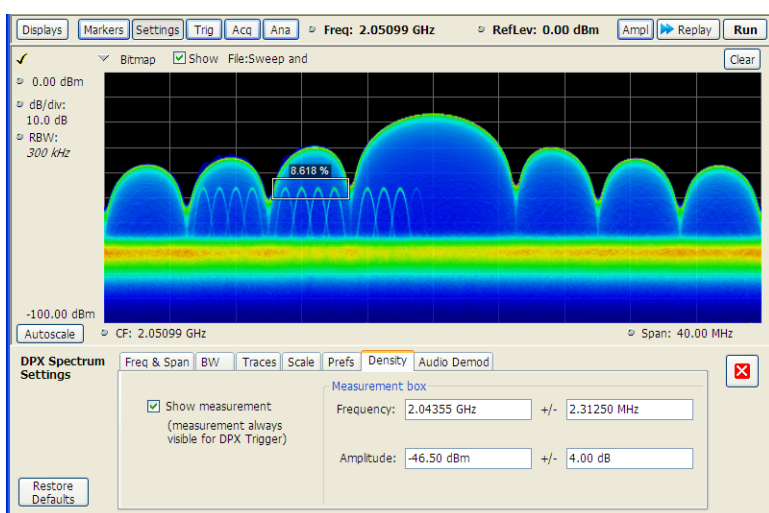 Displays Markers Settings Trig Acq Ana Freq: 2.05099 GHz RefLev: 0.00 dBm Ampl Replay Run
Bitmap Show File:Sweep and Clear
0.00 dBm
dB/div:
10.0 dB
RBW:
300 kHz
8.618 %
-100.00 dBm
Autoscale CF: 2.05099 GHz Span: 40.00 MHz
DPX Spectrum
Settings
Freq & Span BW Traces Scale Prefs Density Audio Demod
Measurement box
Show measurement
(measurement always
visible for DPX Trigger)
Frequency: 2.04355 GHz +/- 2.31250 MHz
Amplitude: -46.50 dBm +/- 4.00 dB
Restore
Defaults